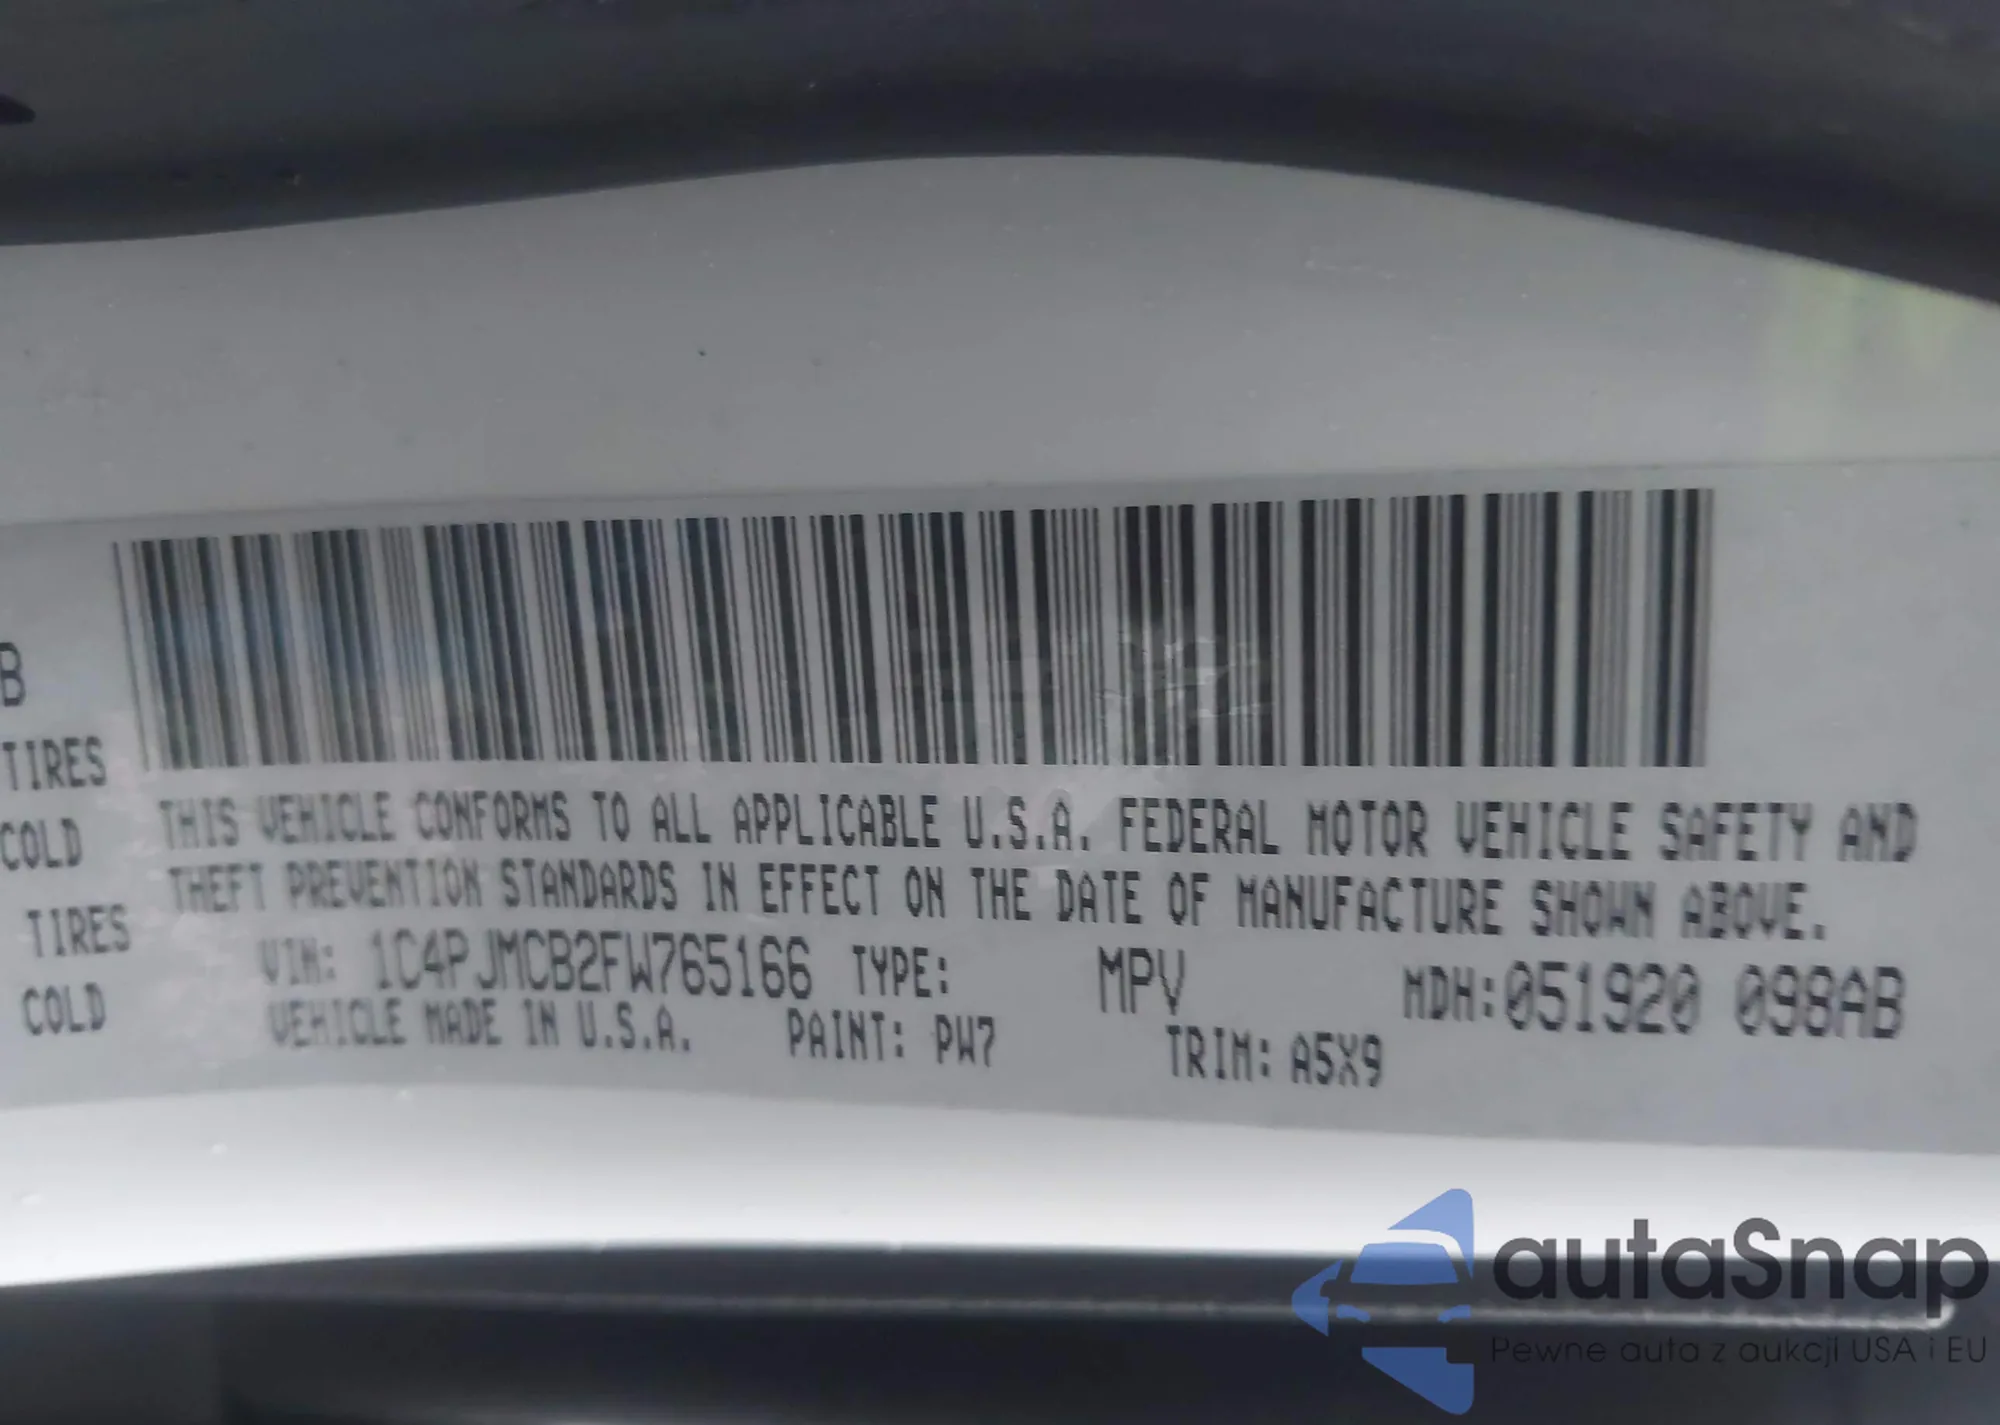 B
TIRES
COLD
TIRES
COLD
THIS VEHICLE CONFORMS TO ALL APPLICABLE U.S.A. FEDERAL MOTOR VEHICLE SAFETY AND
THEFT PREVENTION STANDARDS IN EFFECT ON THE DATE OF MANUFACTURE SHOWN ABOVE.
VIN: 1C4PJMCB2FW765166 TYPE: MPV MDH:051920 098AB
VEHICLE MADE IN U.S.A. PAINT: PW7 TRIM: A5X9
autaSnap
Pewne auta z aukcji USA i EU